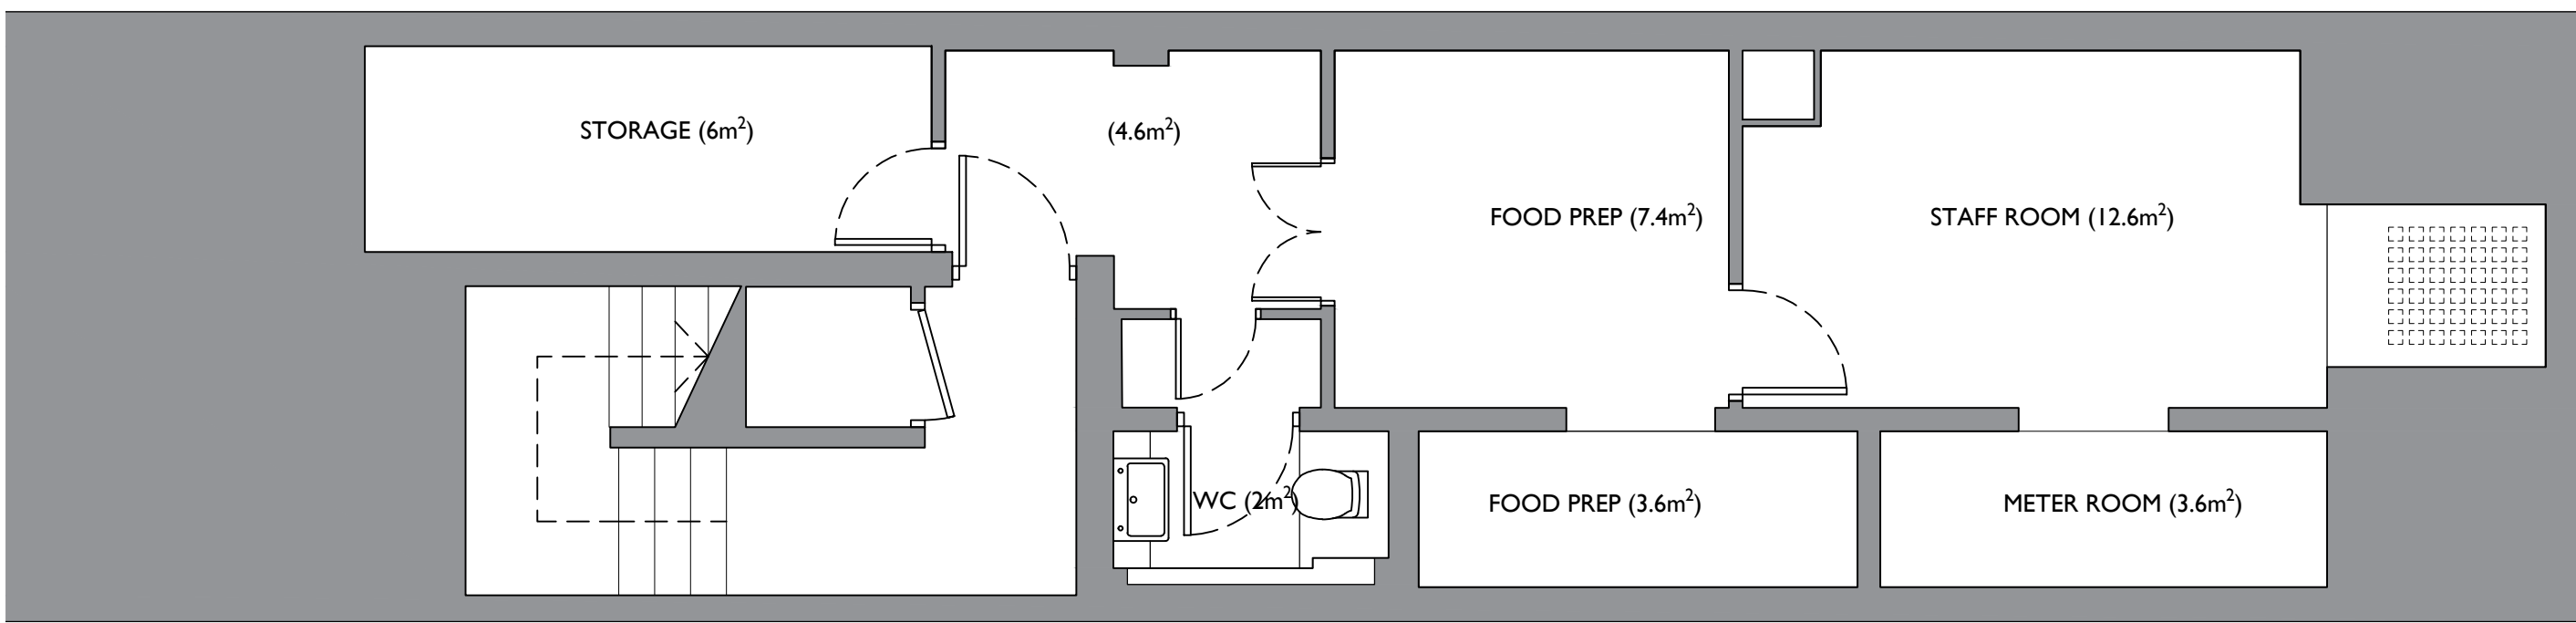 STORAGE (6m²)
(4.6m²)
FOOD PREP (7.4m²)
STAFF ROOM (12.6m²)
WC (2m²)
FOOD PREP (3.6m²)
METER ROOM (3.6m²)